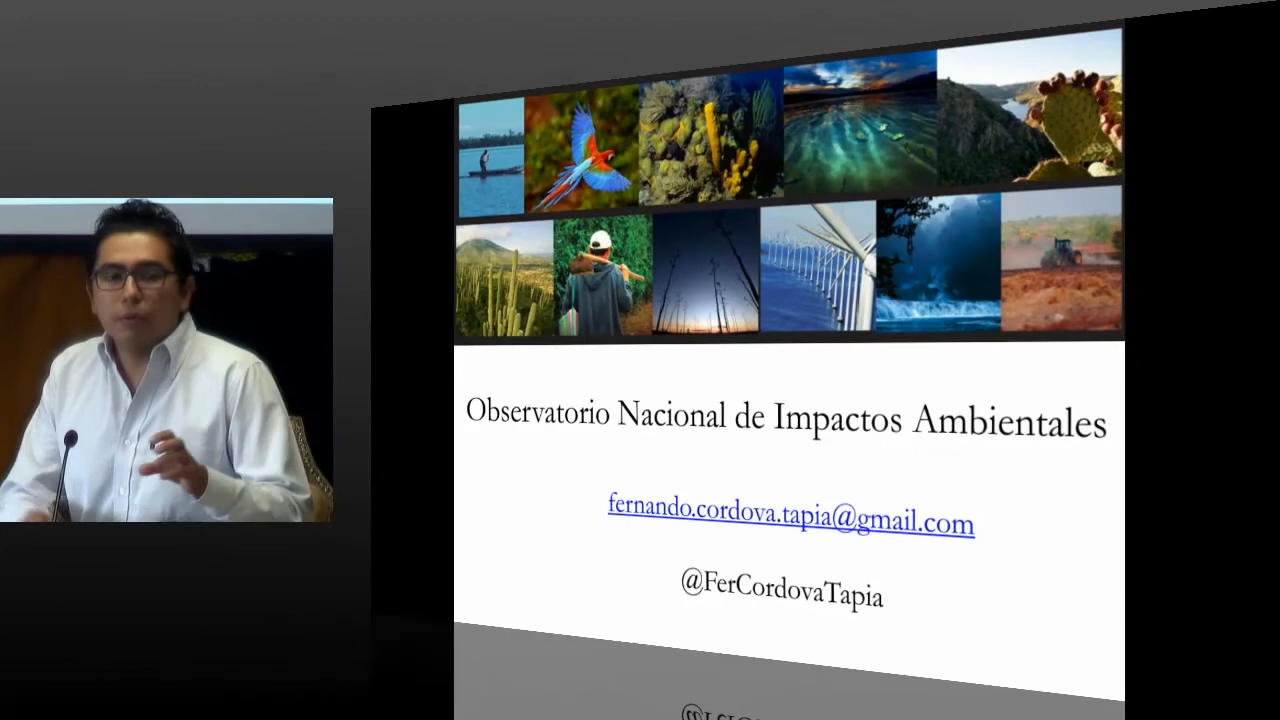 Observatorio Nacional de Impactos Ambientales
fernando.cordova.tapia@gmail.com
@FerCordovaTapia